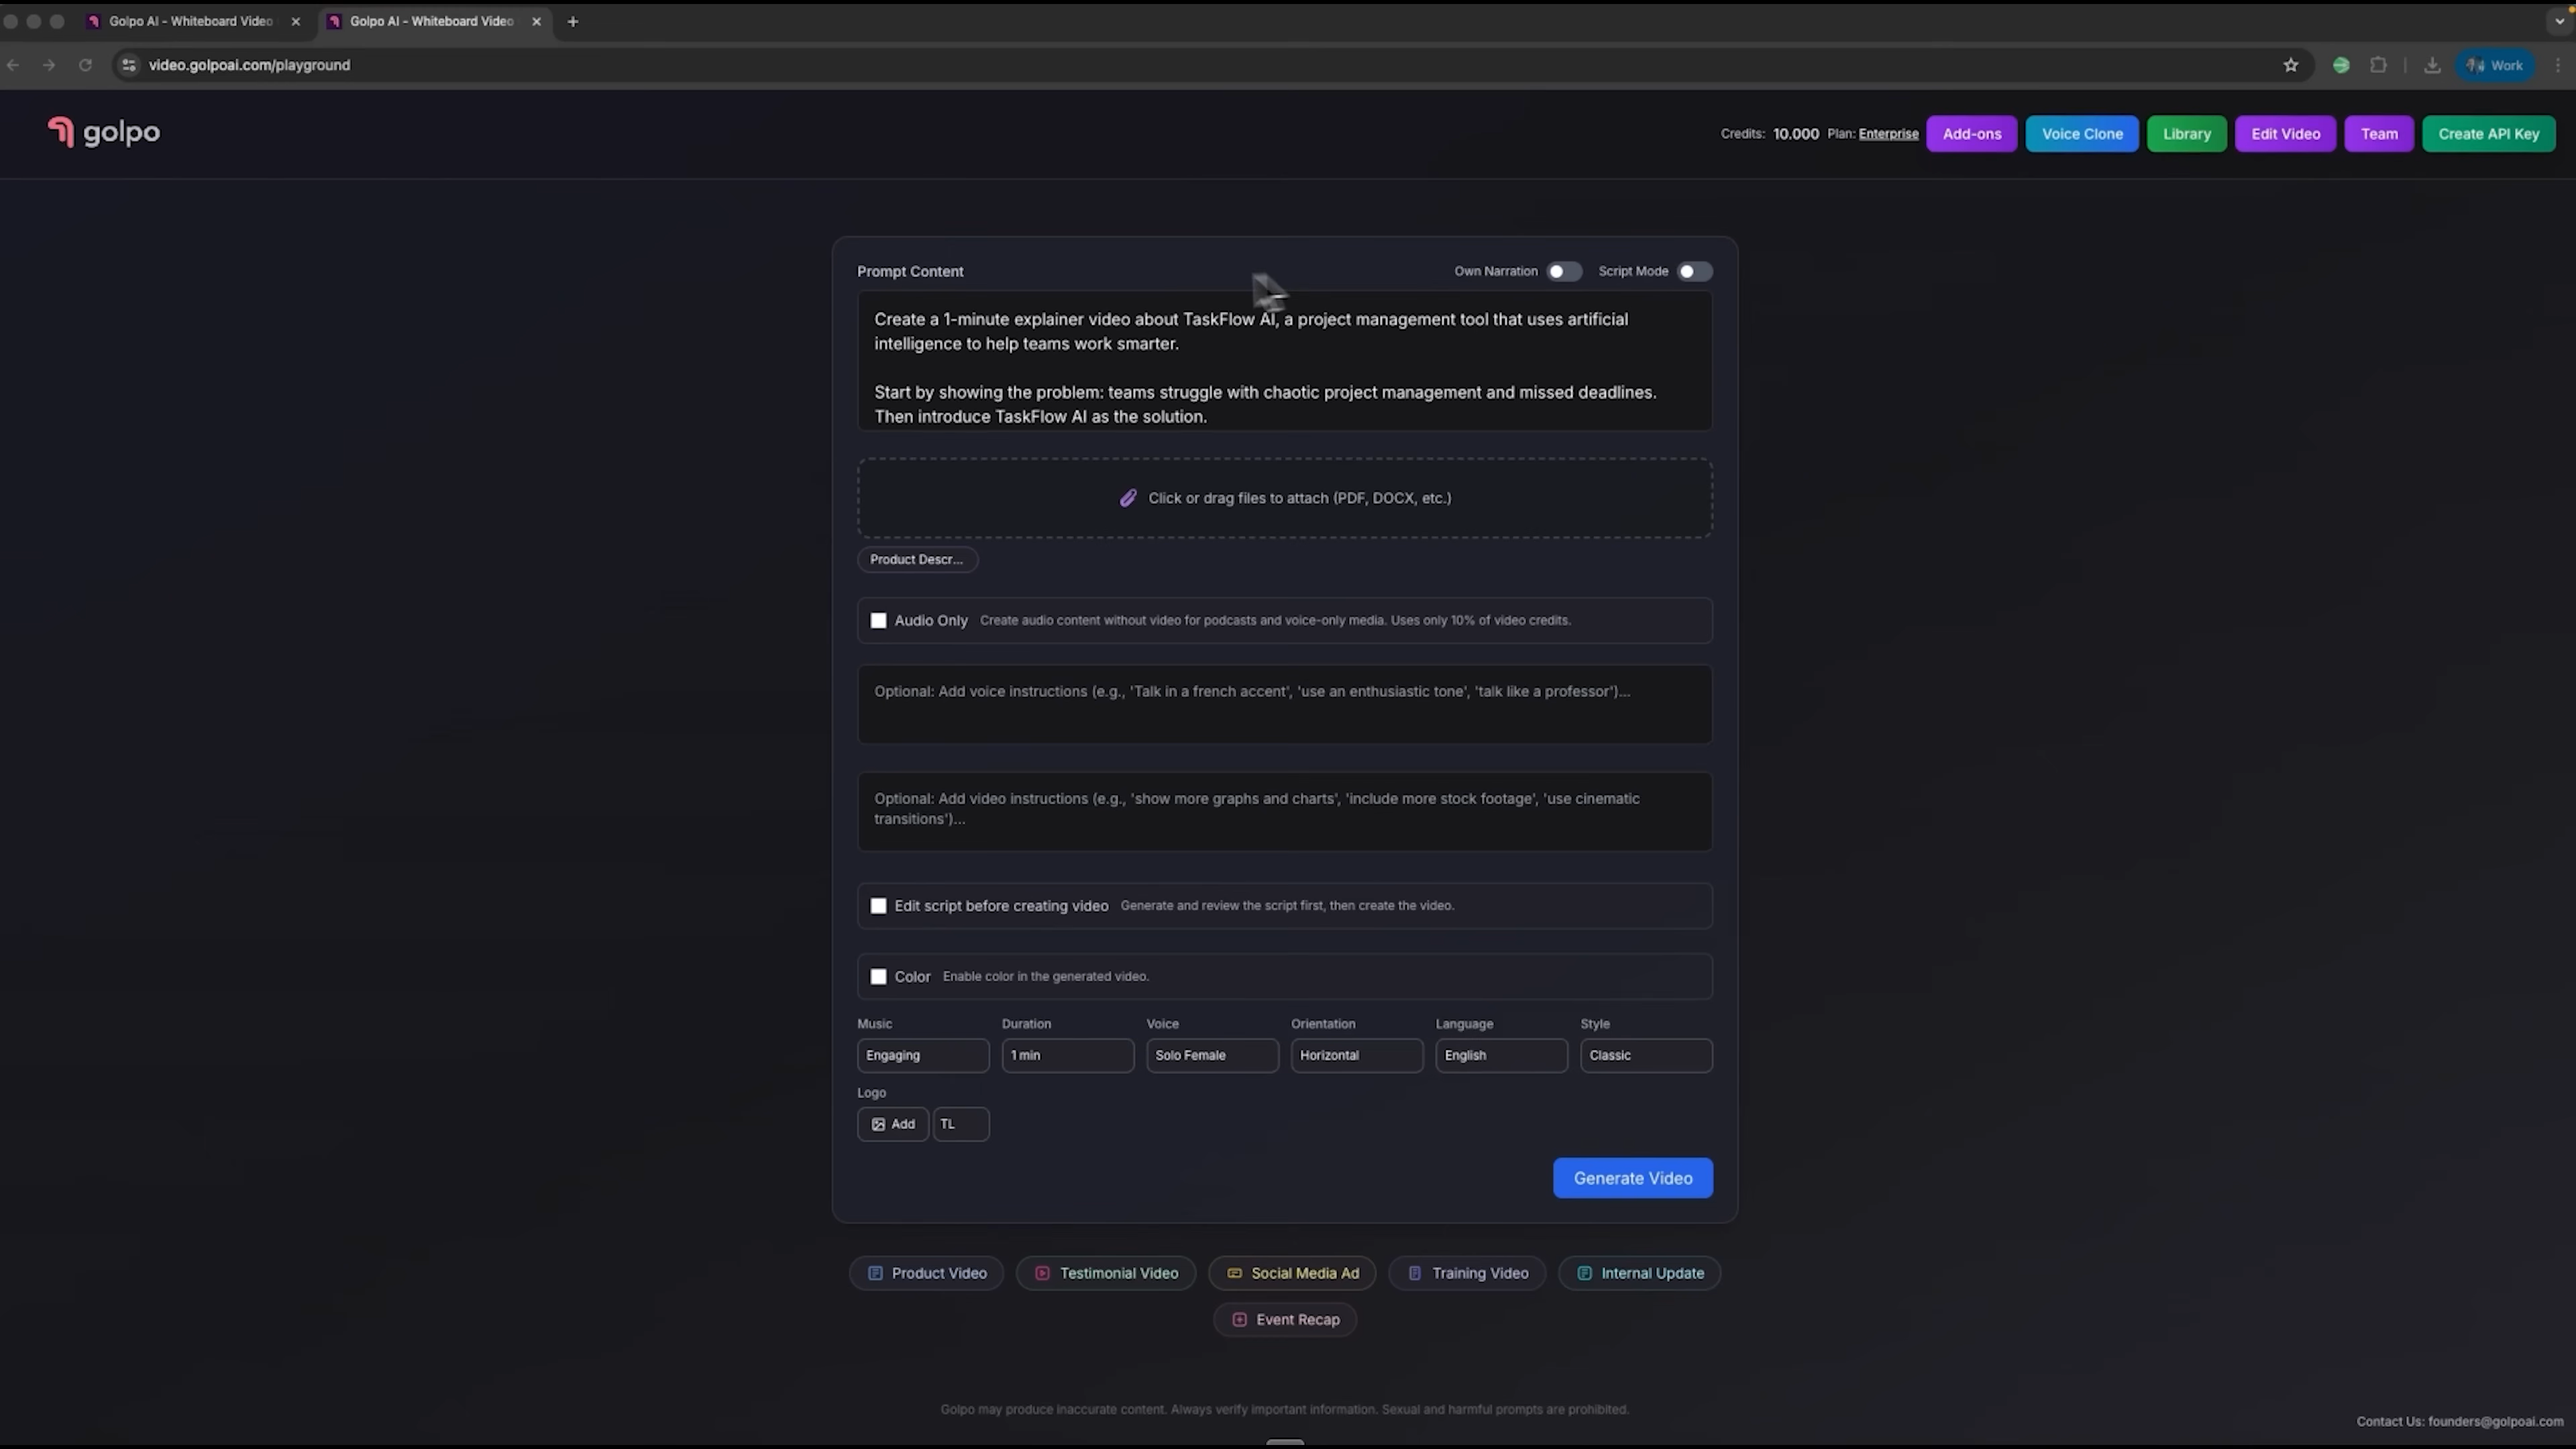 Golpo AI - Whiteboard Video
Golpo AI - Whiteboard Video
video.golpoai.com/playground
Work
golpo
Credits: 10.000 Plan: Enterprise
Add-ons
Voice Clone
Library
Edit Video
Team
Create API Key
Prompt Content
Own Narration
Script Mode
Create a 1-minute explainer video about TaskFlow AI, a project management tool that uses artificial
intelligence to help teams work smarter.
Start by showing the problem: teams struggle with chaotic project management and missed deadlines.
Then introduce TaskFlow AI as the solution.
Click or drag files to attach (PDF, DOCX, etc.)
Product Descr...
Audio Only Create audio content without video for podcasts and voice-only media. Uses only 10% of video credits.
Optional: Add voice instructions (e.g., 'Talk in a french accent', 'use an enthusiastic tone', 'talk like a professor')...
Optional: Add video instructions (e.g., 'show more graphs and charts', 'include more stock footage', 'use cinematic
transitions')...
Edit script before creating video Generate and review the script first, then create the video.
Color Enable color in the generated video.
Music Duration Voice Orientation Language Style
Engaging 1 min Solo Female Horizontal English Classic
Logo
Add TL
Generate Video
Product Video Testimonial Video Social Media Ad Training Video Internal Update
Event Recap
Golpo may produce inaccurate content. Always verify important information. Sexual and harmful prompts are prohibited.
Contact Us: founders@golpoai.com